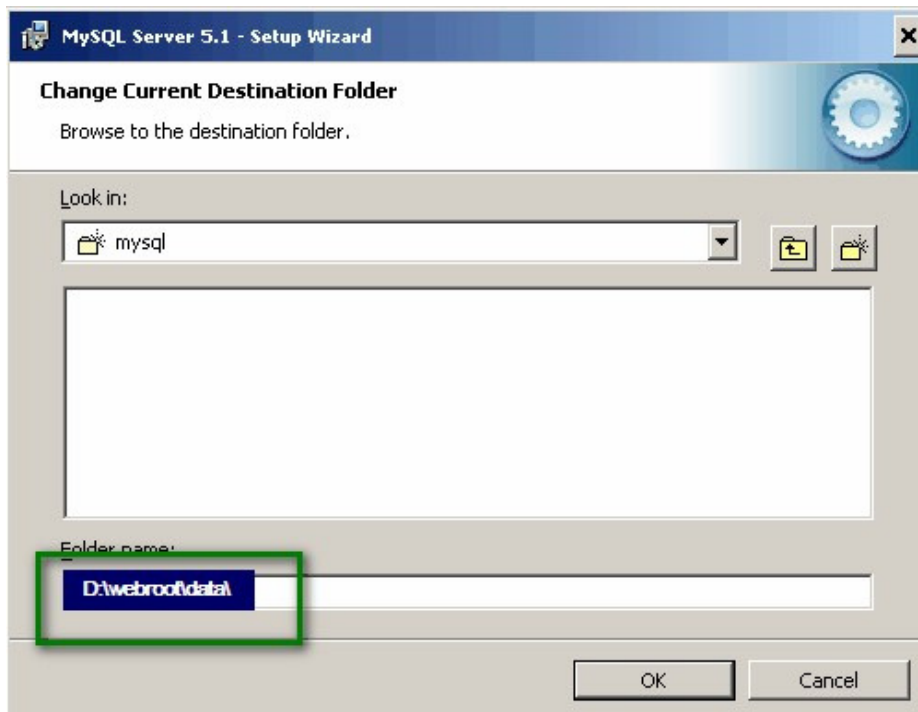 MySQL Server 5.1 - Setup Wizard
Change Current Destination Folder
Browse to the destination folder.
Look in:
mysql
Folder name:
D:\webroot\data\
OK
Cancel